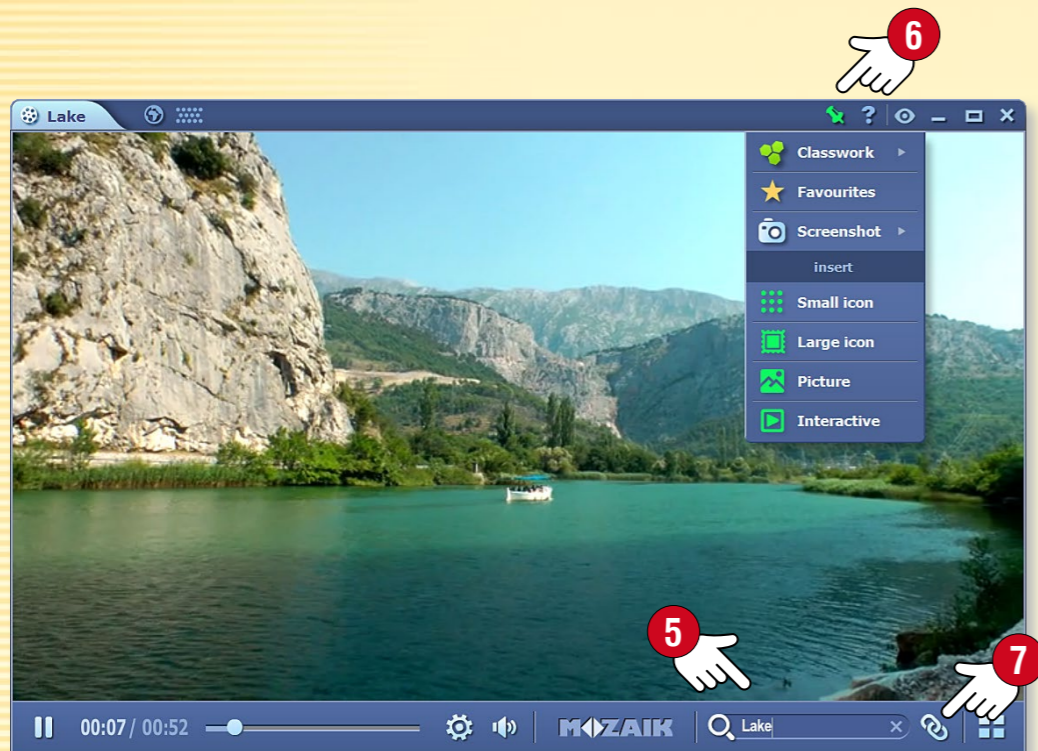 6
Lake
?
Classwork
Favourites
Screenshot
insert
Small icon
Large icon
Picture
Interactive
5
7
00:07 / 00:52
MOZAIK
Lake